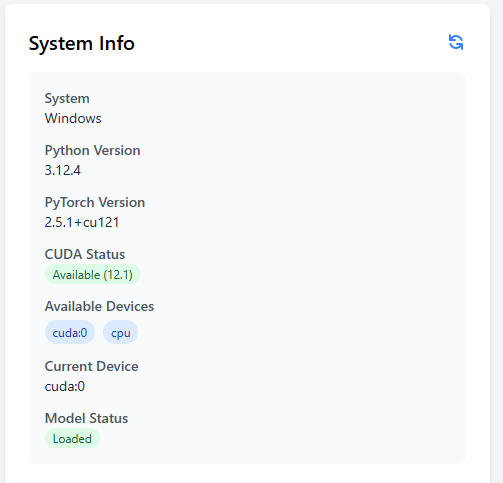 System Info
System
Windows
Python Version
3.12.4
PyTorch Version
2.5.1+cu121
CUDA Status
Available (12.1)
Available Devices
cuda:0 cpu
Current Device
cuda:0
Model Status
Loaded